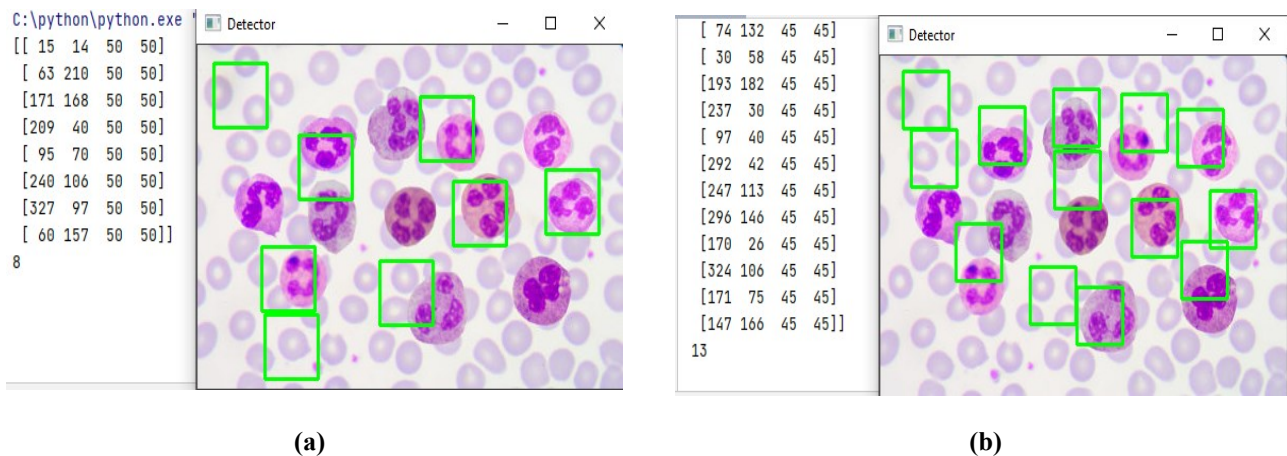 C:\python\python.exe "
Detector
[[ 15 14 50 50]
[ 63 210 50 50]
[171 168 50 50]
[209 40 50 50]
[ 95 70 50 50]
[240 106 50 50]
[327 97 50 50]
[ 60 157 50 50]]
8
[ 74 132 45 45]
[ 30 58 45 45]
[193 182 45 45]
[237 30 45 45]
[ 97 40 45 45]
[292 42 45 45]
[247 113 45 45]
[296 146 45 45]
[170 26 45 45]
[324 106 45 45]
[171 75 45 45]
[147 166 45 45]]
13
Detector
(a)
(b)